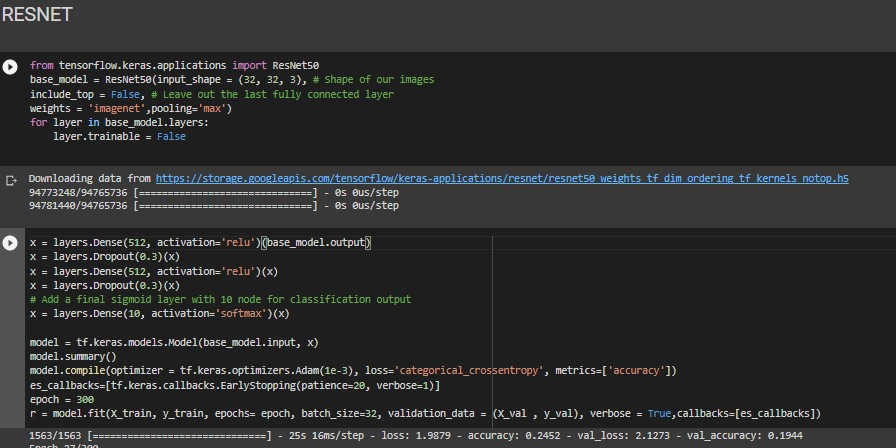 RESNET
from tensorflow.keras.applications import ResNet50
base_model = ResNet50(input_shape = (32, 32, 3), # Shape of our images
include_top = False, # Leave out the last fully connected layer
weights = 'imagenet',pooling='max')
for layer in base_model.layers:
    layer.trainable = False
Downloading data from https://storage.googleapis.com/tensorflow/keras-applications/resnet/resnet50_weights_tf_dim_ordering_tf_kernels_notop.h5
94773248/94765736 [==============================] - 0s 0us/step
94781440/94765736 [==============================] - 0s 0us/step
x = layers.Dense(512, activation='relu')(base_model.output)
x = layers.Dropout(0.3)(x)
x = layers.Dense(512, activation='relu')(x)
x = layers.Dropout(0.3)(x)
# Add a final sigmoid layer with 10 node for classification output
x = layers.Dense(10, activation='softmax')(x)
model = tf.keras.models.Model(base_model.input, x)
model.summary()
model.compile(optimizer = tf.keras.optimizers.Adam(1e-3), loss='categorical_crossentropy', metrics=['accuracy'])
es_callbacks=[tf.keras.callbacks.EarlyStopping(patience=20, verbose=1)]
epoch = 300
r = model.fit(X_train, y_train, epochs= epoch, batch_size=32, validation_data = (X_val , y_val), verbose = True,callbacks=[es_callbacks])
1563/1563 [==============================] - 25s 16ms/step - loss: 1.9879 - accuracy: 0.2452 - val_loss: 2.1273 - val_accuracy: 0.1944
Epoch 27/300